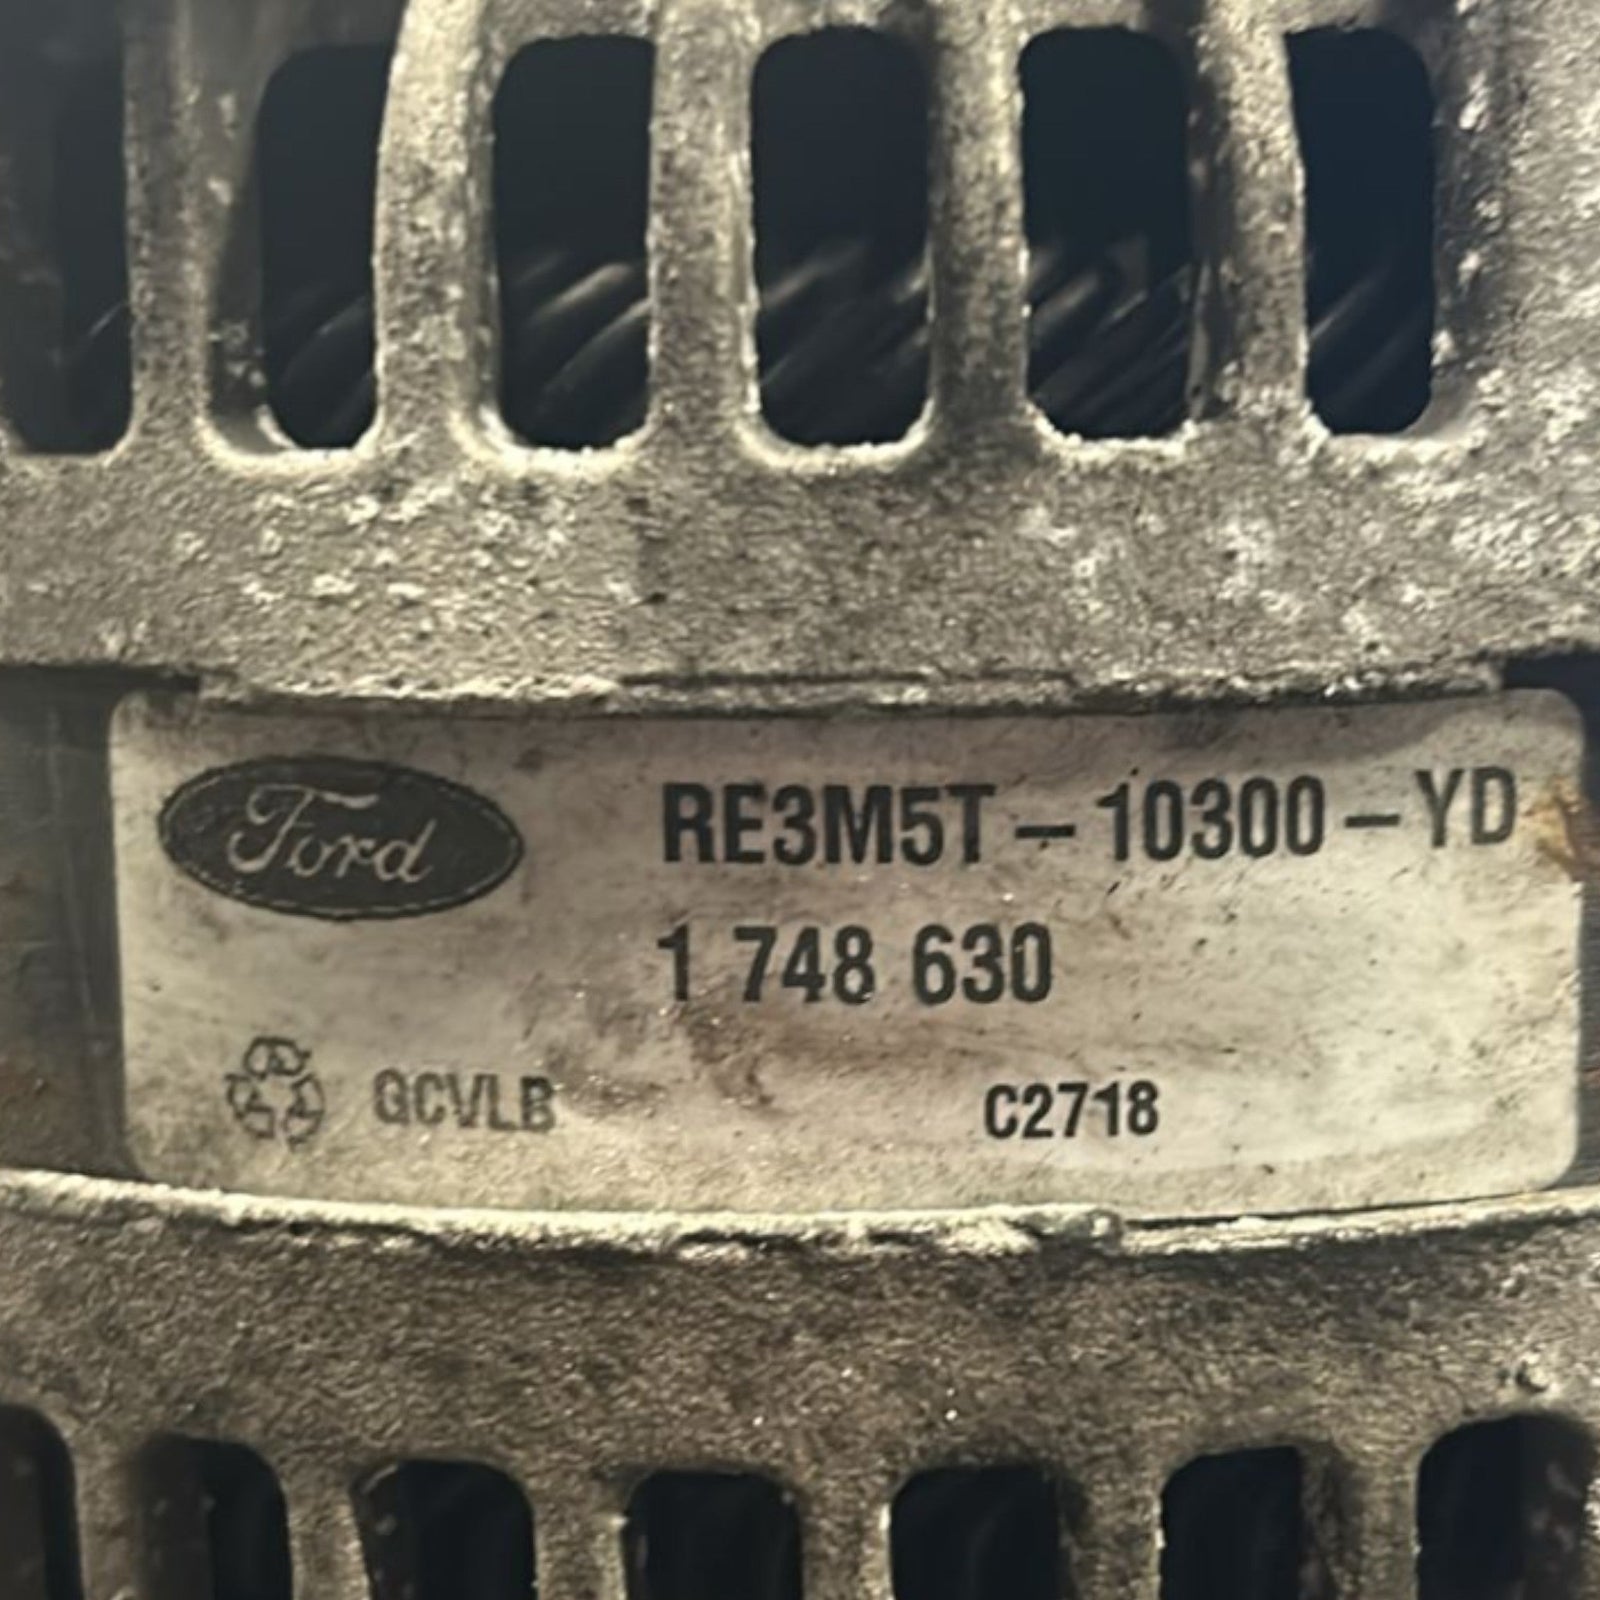 Ford
RE3M5T-10300-YD
1 748 630
GCVLB
C2718